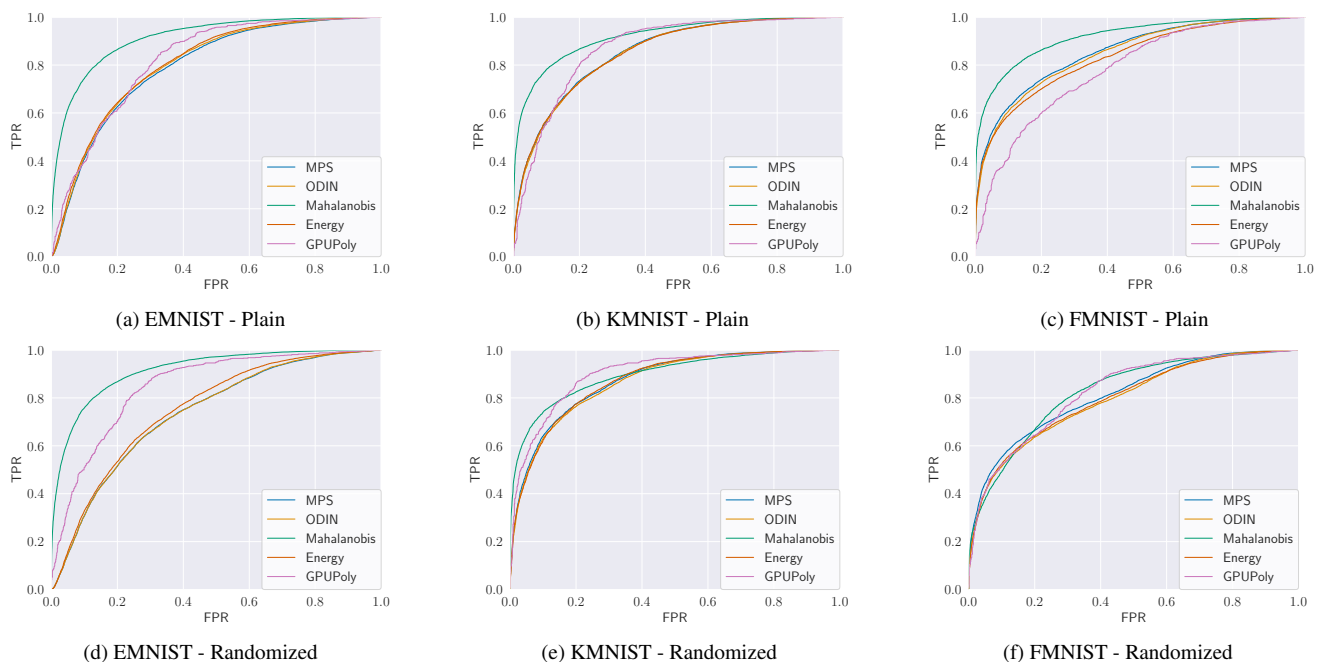 1.0
0.8
0.6
0.4
0.2
0.0
TPR
MPS
ODIN
Mahalanobis
Energy
GPUPoly
0.0 0.2 0.4 0.6 0.8 1.0
FPR
(a) EMNIST - Plain
1.0
0.8
0.6
0.4
0.2
0.0
TPR
MPS
ODIN
Mahalanobis
Energy
GPUPoly
0.0 0.2 0.4 0.6 0.8 1.0
FPR
(b) KMNIST - Plain
1.0
0.8
0.6
0.4
0.2
0.0
TPR
MPS
ODIN
Mahalanobis
Energy
GPUPoly
0.0 0.2 0.4 0.6 0.8 1.0
FPR
(c) FMNIST - Plain
1.0
0.8
0.6
0.4
0.2
0.0
TPR
MPS
ODIN
Mahalanobis
Energy
GPUPoly
0.0 0.2 0.4 0.6 0.8 1.0
FPR
(d) EMNIST - Randomized
1.0
0.8
0.6
0.4
0.2
0.0
TPR
MPS
ODIN
Mahalanobis
Energy
GPUPoly
0.0 0.2 0.4 0.6 0.8 1.0
FPR
(e) KMNIST - Randomized
1.0
0.8
0.6
0.4
0.2
0.0
TPR
MPS
ODIN
Mahalanobis
Energy
GPUPoly
0.0 0.2 0.4 0.6 0.8 1.0
FPR
(f) FMNIST - Randomized